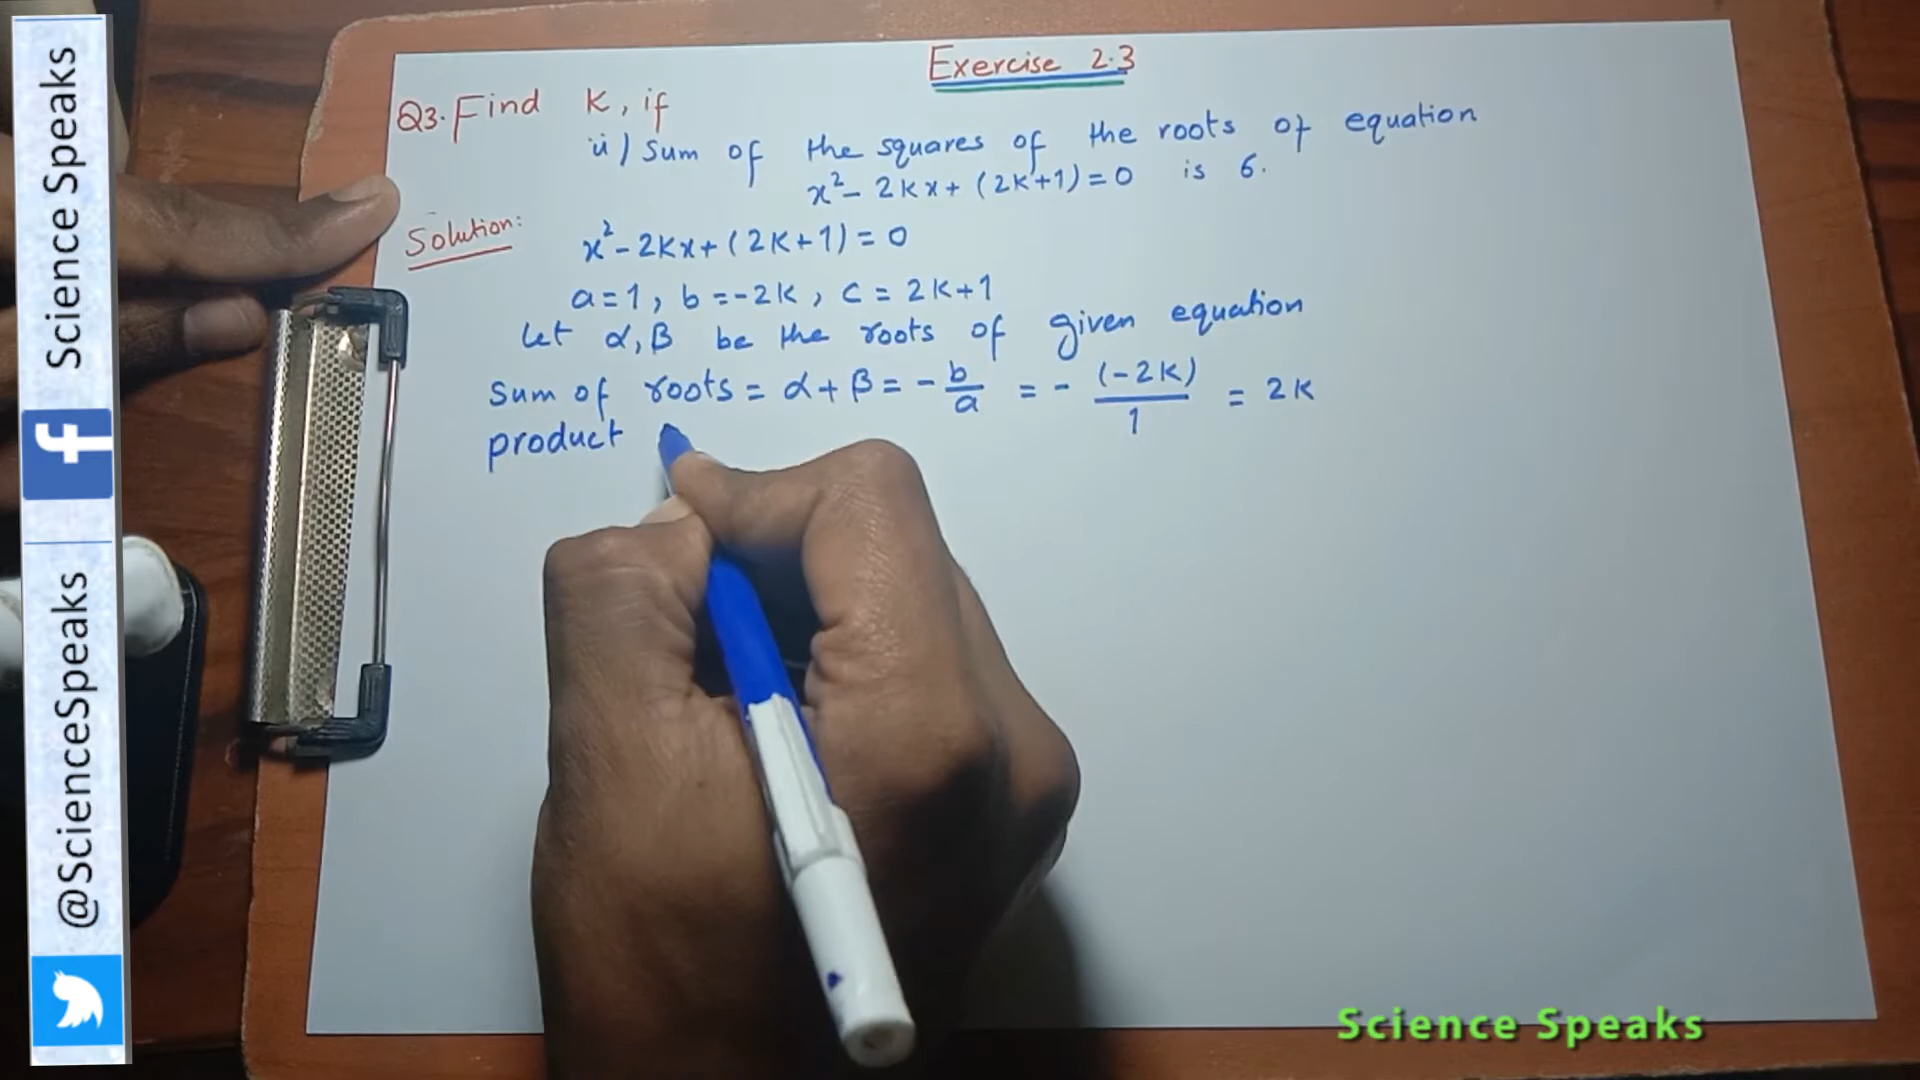 Exercise 2.3
Q3. Find K, if
ii) Sum of the squares of the roots of equation
x² - 2kx + (2k+1) = 0 is 6.
Solution:
x² - 2kx + (2k+1) = 0
a = 1, b = -2k, c = 2k+1
Let α, β be the roots of given equation
Sum of roots = α + β = - b/a = - (-2k)/1 = 2k
product
Science Speaks
@ScienceSpeaks
Science Speaks